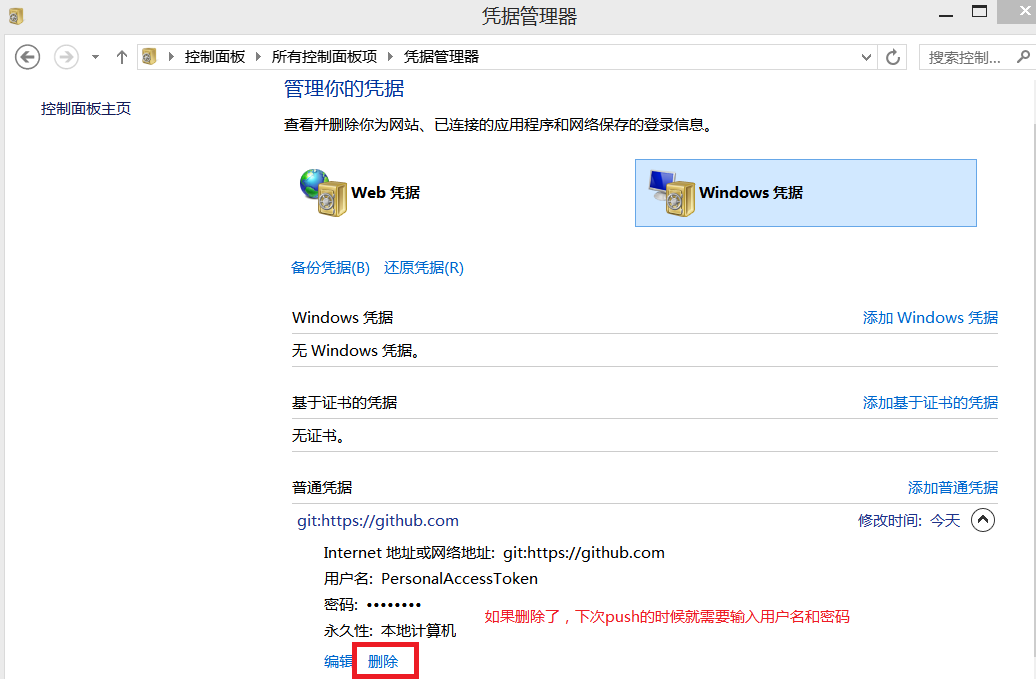 凭据管理器
控制面板 所有控制面板项 凭据管理器 搜索控制...
控制面板主页
管理你的凭据
查看并删除你为网站、已连接的应用程序和网络保存的登录信息。
Web 凭据 Windows 凭据
备份凭据(B) 还原凭据(R)
Windows 凭据 添加 Windows 凭据
无 Windows 凭据。
基于证书的凭据 添加基于证书的凭据
无证书。
普通凭据 添加普通凭据
git:https://github.com 修改时间: 今天
Internet 地址或网络地址: git:https://github.com
用户名: PersonalAccessToken
密码: ••••••••
如果删除了，下次push的时候就需要输入用户名和密码
永久性: 本地计算机
编辑 删除